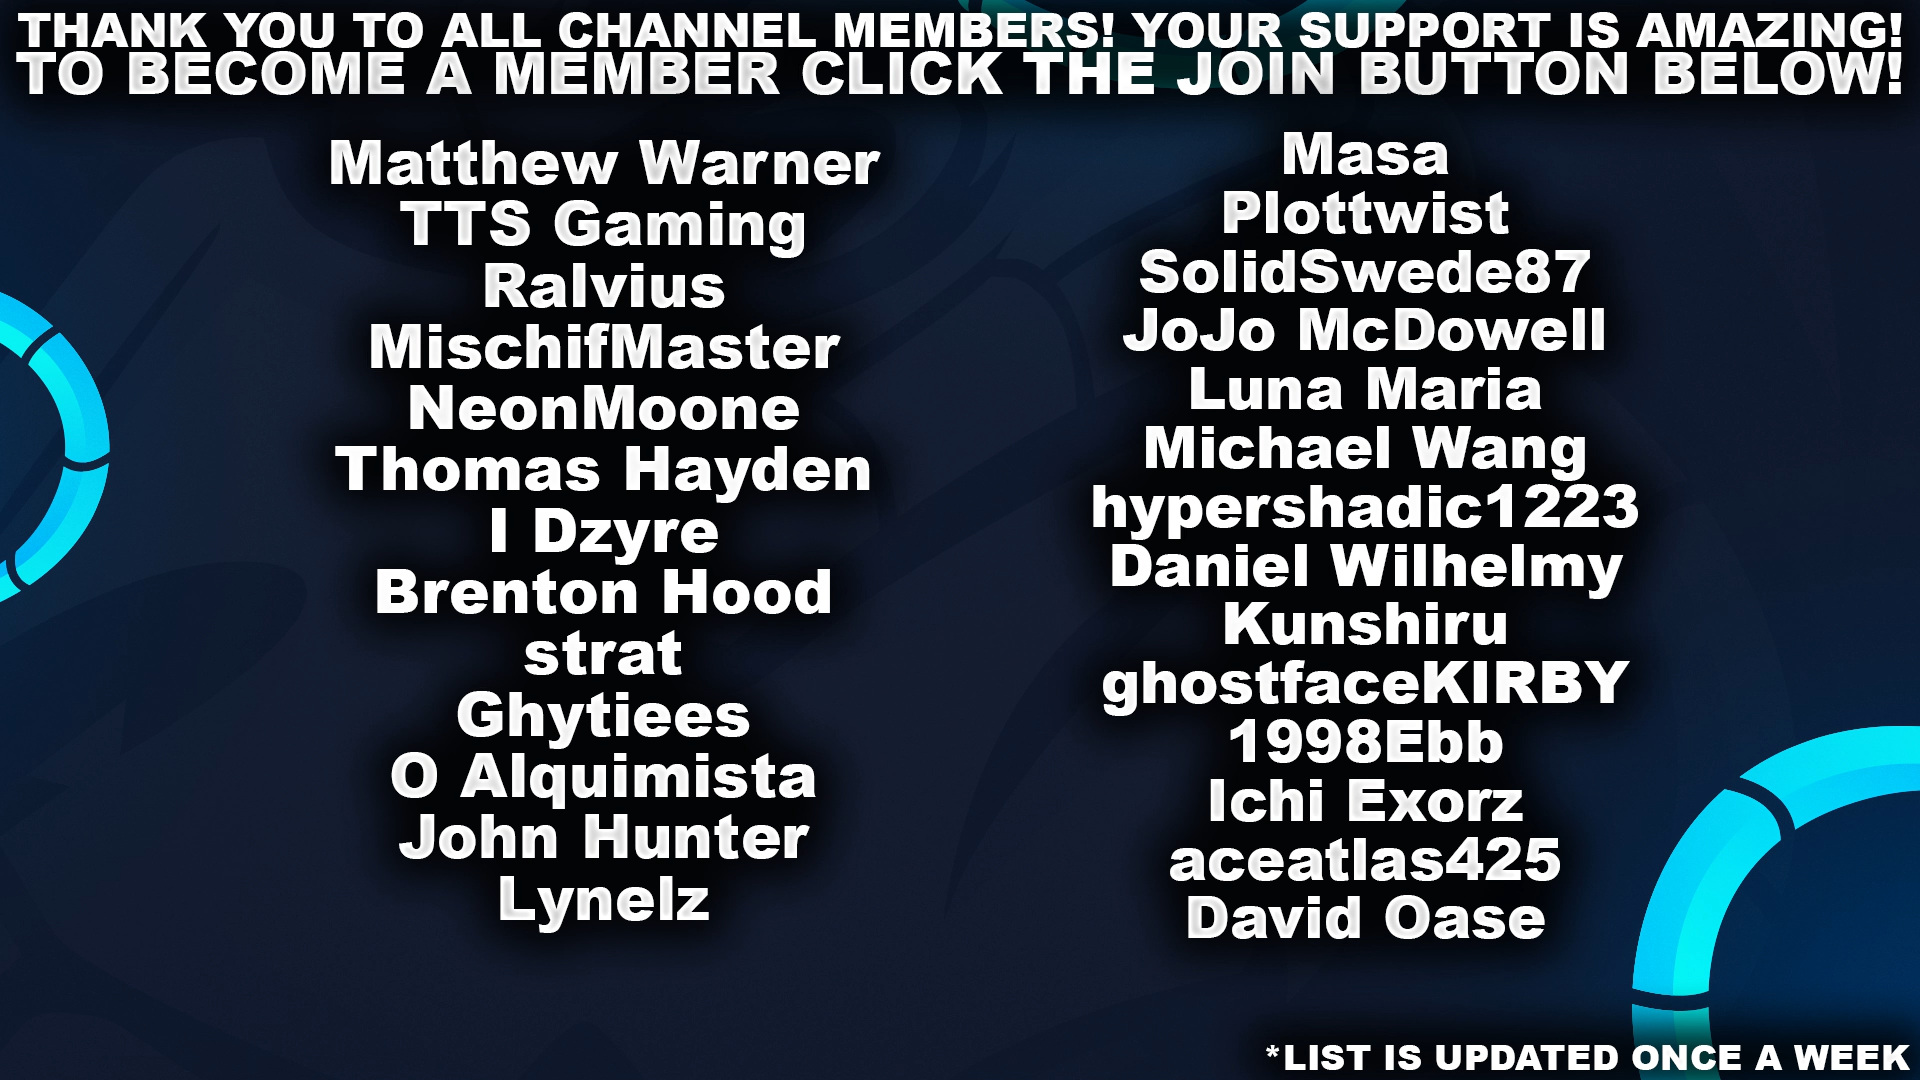 THANK YOU TO ALL CHANNEL MEMBERS! YOUR SUPPORT IS AMAZING!
TO BECOME A MEMBER CLICK THE JOIN BUTTON BELOW!
Matthew Warner
TTS Gaming
Ralvius
MischifMaster
NeonMoone
Thomas Hayden
I Dzyre
Brenton Hood
strat
Ghytiees
O Alquimista
John Hunter
Lynelz
Masa
Plottwist
SolidSwede87
JoJo McDowell
Luna Maria
Michael Wang
hypershadic1223
Daniel Wilhelmy
Kunshiru
ghostfaceKIRBY
1998Ebb
Ichi Exorz
aceatlas425
David Oase
*LIST IS UPDATED ONCE A WEEK